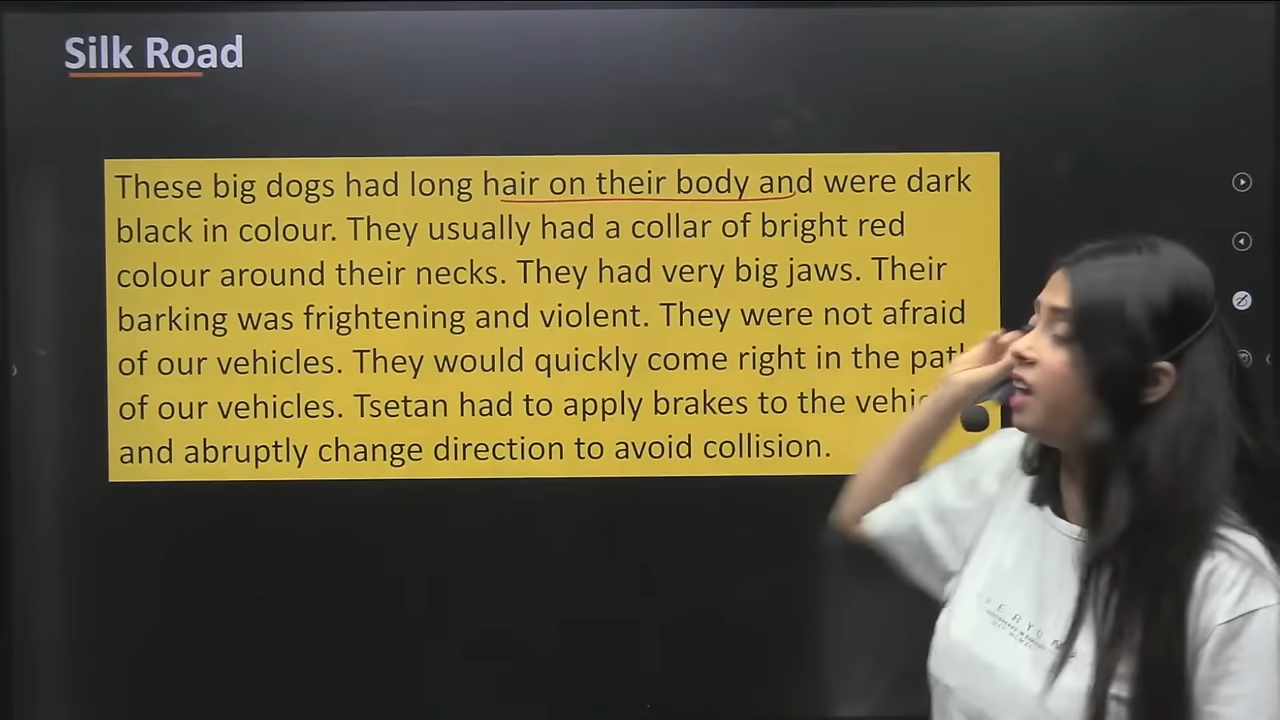 Silk Road
These big dogs had long hair on their body and were dark
black in colour. They usually had a collar of bright red
colour around their necks. They had very big jaws. Their
barking was frightening and violent. They were not afraid
of our vehicles. They would quickly come right in the
of our vehicles. Tsetan had to apply brakes to the
and abruptly change direction to avoid collision.